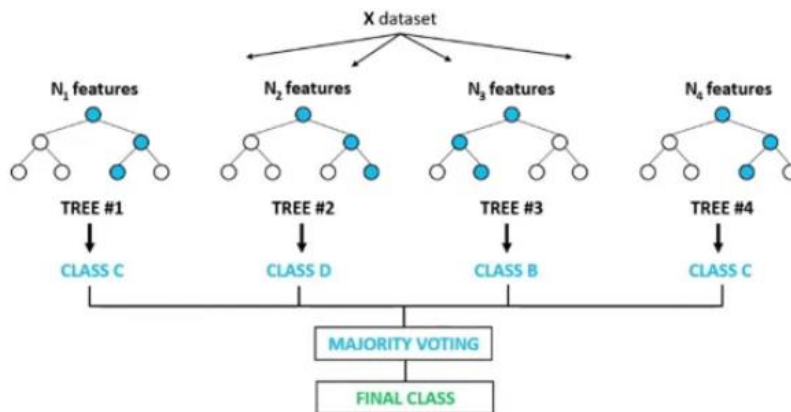 X dataset
N₁ features
N₂ features
N₃ features
N₄ features
TREE #1
TREE #2
TREE #3
TREE #4
CLASS C
CLASS D
CLASS B
CLASS C
MAJORITY VOTING
FINAL CLASS